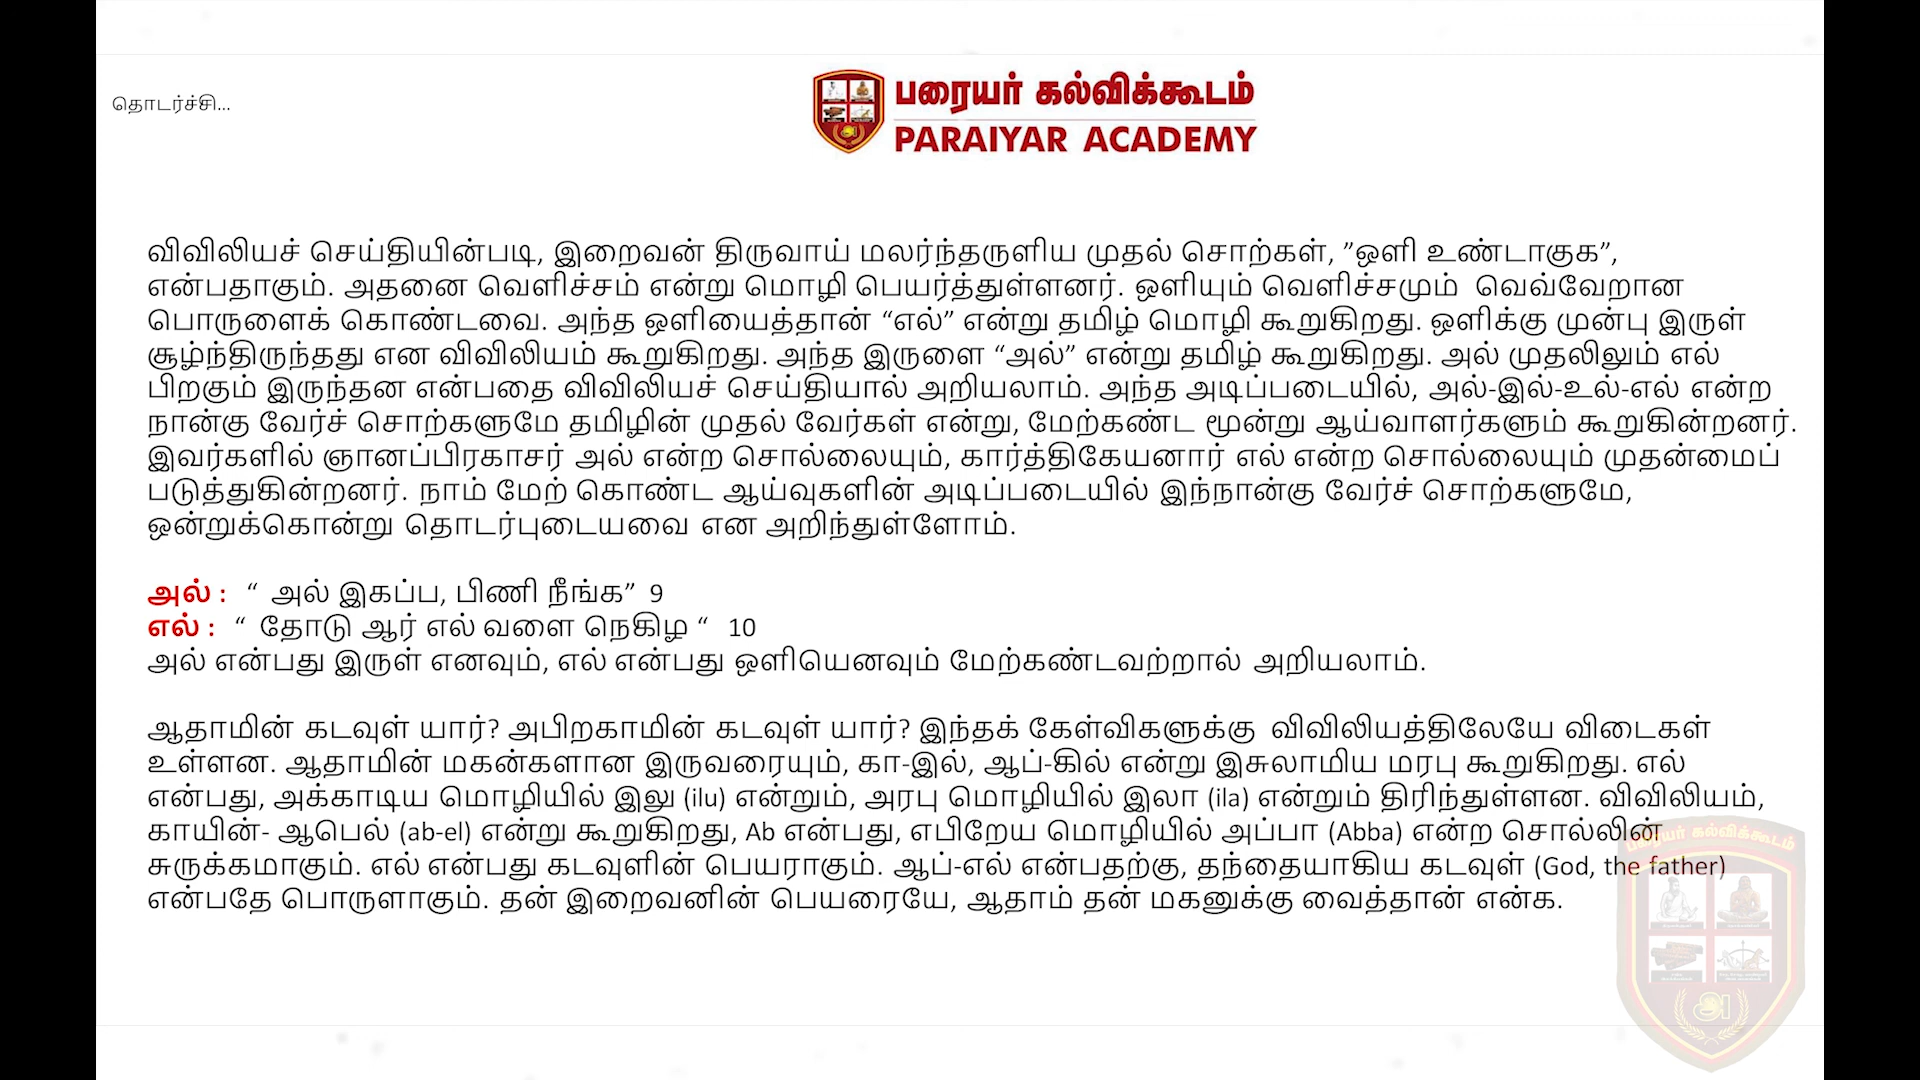 தொடர்ச்சி...
பரையர் கல்விக்கூடம்
PARAIYAR ACADEMY
விவிலியச் செய்தியின்படி, இறைவன் திருவாய் மலர்ந்தருளிய முதல் சொற்கள், ”ஒளி உண்டாகுக”,
என்பதாகும். அதனை வெளிச்சம் என்று மொழி பெயர்த்துள்ளனர். ஒளியும் வெளிச்சமும் வெவ்வேறான
பொருளைக் கொண்டவை. அந்த ஒளியைத்தான் “எல்” என்று தமிழ் மொழி கூறுகிறது. ஒளிக்கு முன்பு இருள்
சூழ்ந்திருந்தது என விவிலியம் கூறுகிறது. அந்த இருளை “அல்” என்று தமிழ் கூறுகிறது. அல் முதலிலும் எல்
பிறகும் இருந்தன என்பதை விவிலியச் செய்தியால் அறியலாம். அந்த அடிப்படையில், அல்-இல்-உல்-எல் என்ற
நான்கு வேர்ச் சொற்களுமே தமிழின் முதல் வேர்கள் என்று, மேற்கண்ட மூன்று ஆய்வாளர்களும் கூறுகின்றனர்.
இவர்களில் ஞானப்பிரகாசர் அல் என்ற சொல்லையும், கார்த்திகேயனார் எல் என்ற சொல்லையும் முதன்மைப்
படுத்துகின்றனர். நாம் மேற் கொண்ட ஆய்வுகளின் அடிப்படையில் இந்நான்கு வேர்ச் சொற்களுமே,
ஒன்றுக்கொன்று தொடர்புடையவை என அறிந்துள்ளோம்.
அல் : “ அல் இகப்ப, பிணி நீங்க” 9
எல் : “ தோடு ஆர் எல் வளை நெகிழ “ 10
அல் என்பது இருள் எனவும், எல் என்பது ஒளியெனவும் மேற்கண்டவற்றால் அறியலாம்.
ஆதாமின் கடவுள் யார்? அபிறகாமின் கடவுள் யார்? இந்தக் கேள்விகளுக்கு விவிலியத்திலேயே விடைகள்
உள்ளன. ஆதாமின் மகன்களான இருவரையும், கா-இல், ஆப்-கில் என்று இசுலாமிய மரபு கூறுகிறது. எல்
என்பது, அக்காடிய மொழியில் இலு (ilu) என்றும், அரபு மொழியில் இலா (ila) என்றும் திரிந்துள்ளன. விவிலியம்,
காயின்- ஆபெல் (ab-el) என்று கூறுகிறது, Ab என்பது, எபிறேய மொழியில் அப்பா (Abba) என்ற சொல்லின்
சுருக்கமாகும். எல் என்பது கடவுளின் பெயராகும். ஆப்-எல் என்பதற்கு, தந்தையாகிய கடவுள் (God, the father)
என்பதே பொருளாகும். தன் இறைவனின் பெயரையே, ஆதாம் தன் மகனுக்கு வைத்தான் என்க.
பரையர் கல்விக்கூடம்
அ